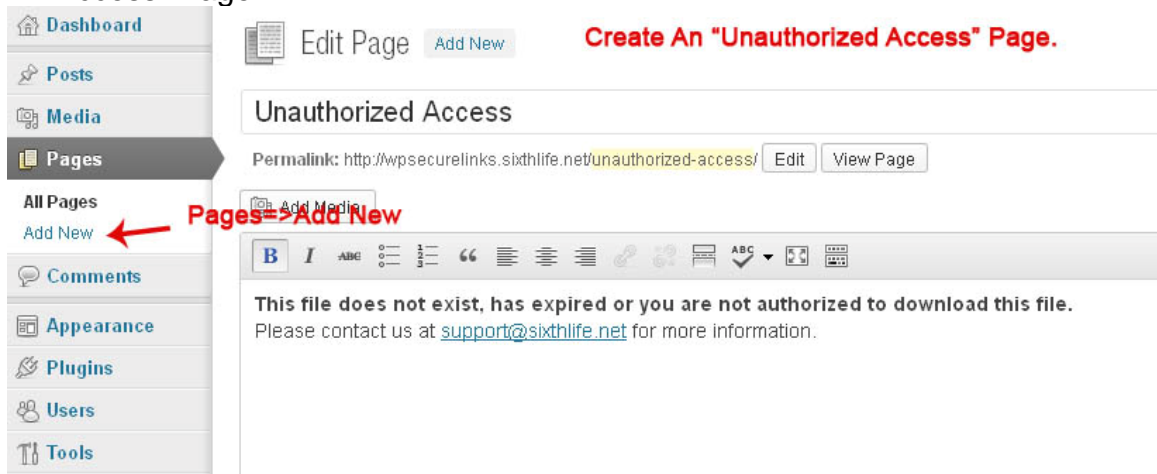 Dashboard
Posts
Media
Pages
All Pages
Add New
Comments
Appearance
Plugins
Users
Tools
Edit Page Add New
Create An "Unauthorized Access" Page.
Unauthorized Access
Permalink: http://wpsecurelinks.sixthlife.net/unauthorized-access/ Edit View Page
Add Media
Pages=>Add New
B I ABC ABC
This file does not exist, has expired or you are not authorized to download this file.
Please contact us at support@sixthlife.net for more information.